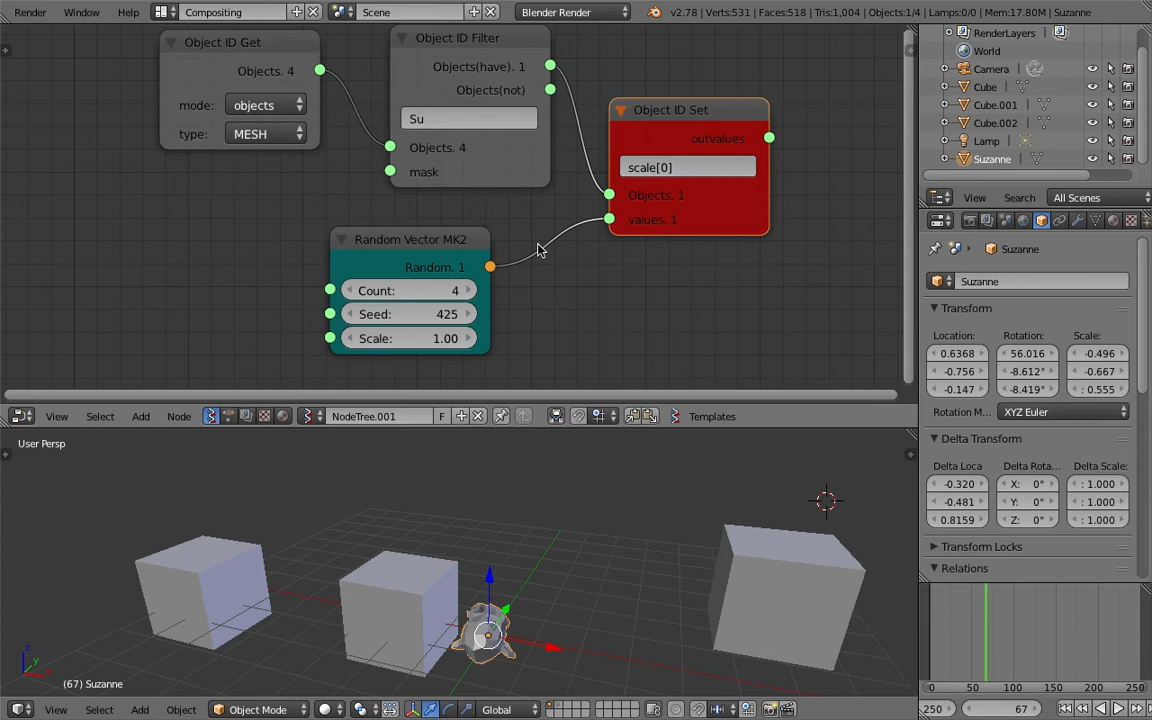 Render Window Help Compositing Scene Blender Render v2.78 | Verts:531 | Faces:518 | Tris:1,004 | Objects:1/4 | Lamps:0/0 | Mem:17.80M | Suzanne
Object ID Get
Objects. 4
mode: objects
type: MESH
Object ID Filter
Objects(have). 1
Objects(not)
Su
Objects. 4
mask
Object ID Set
outvalues
scale[0]
Objects. 1
values. 1
Random Vector MK2
Random. 1
Count: 4
Seed: 425
Scale: 1.00
View Select Add Node NodeTree.001 F Templates
User Persp
(67) Suzanne
View Select Add Object Object Mode Global
RenderLayers
World
Camera
Cube
Cube.001
Cube.002
Lamp
Suzanne
View Search All Scenes
Suzanne
Suzanne
Transform
Location: Rotation: Scale:
0.6368 56.016 -0.496
-0.756 -8.612° -0.667
-0.147 -8.419° : 0.555
Rotation M... XYZ Euler
Delta Transform
Delta Loca Delta Rota... Delta Scale:
-0.320 X: 0° : 1.000
-0.481 Y: 0° : 1.000
0.8159 Z: 0° : 1.000
Transform Locks
Relations
0 50 100 150 200 250
250 67